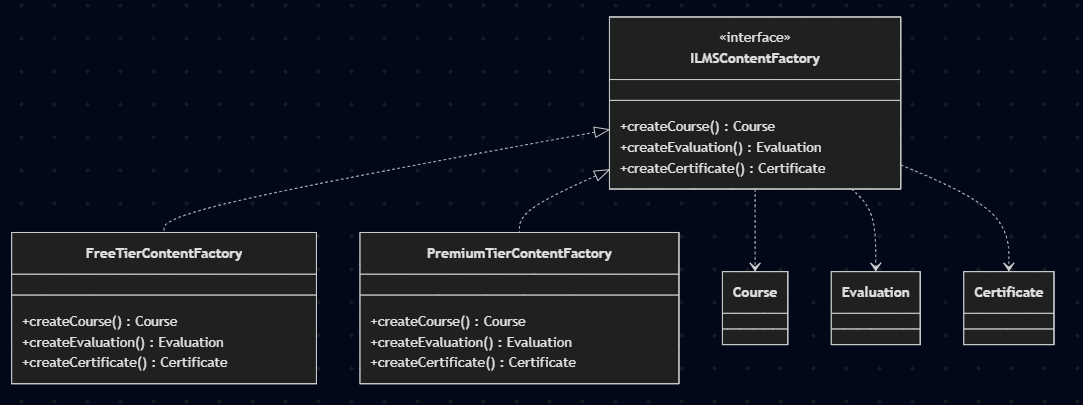 «interface»
ILMSContentFactory
+createCourse() : Course
+createEvaluation() : Evaluation
+createCertificate() : Certificate
FreeTierContentFactory
+createCourse() : Course
+createEvaluation() : Evaluation
+createCertificate() : Certificate
PremiumTierContentFactory
+createCourse() : Course
+createEvaluation() : Evaluation
+createCertificate() : Certificate
Course
Evaluation
Certificate